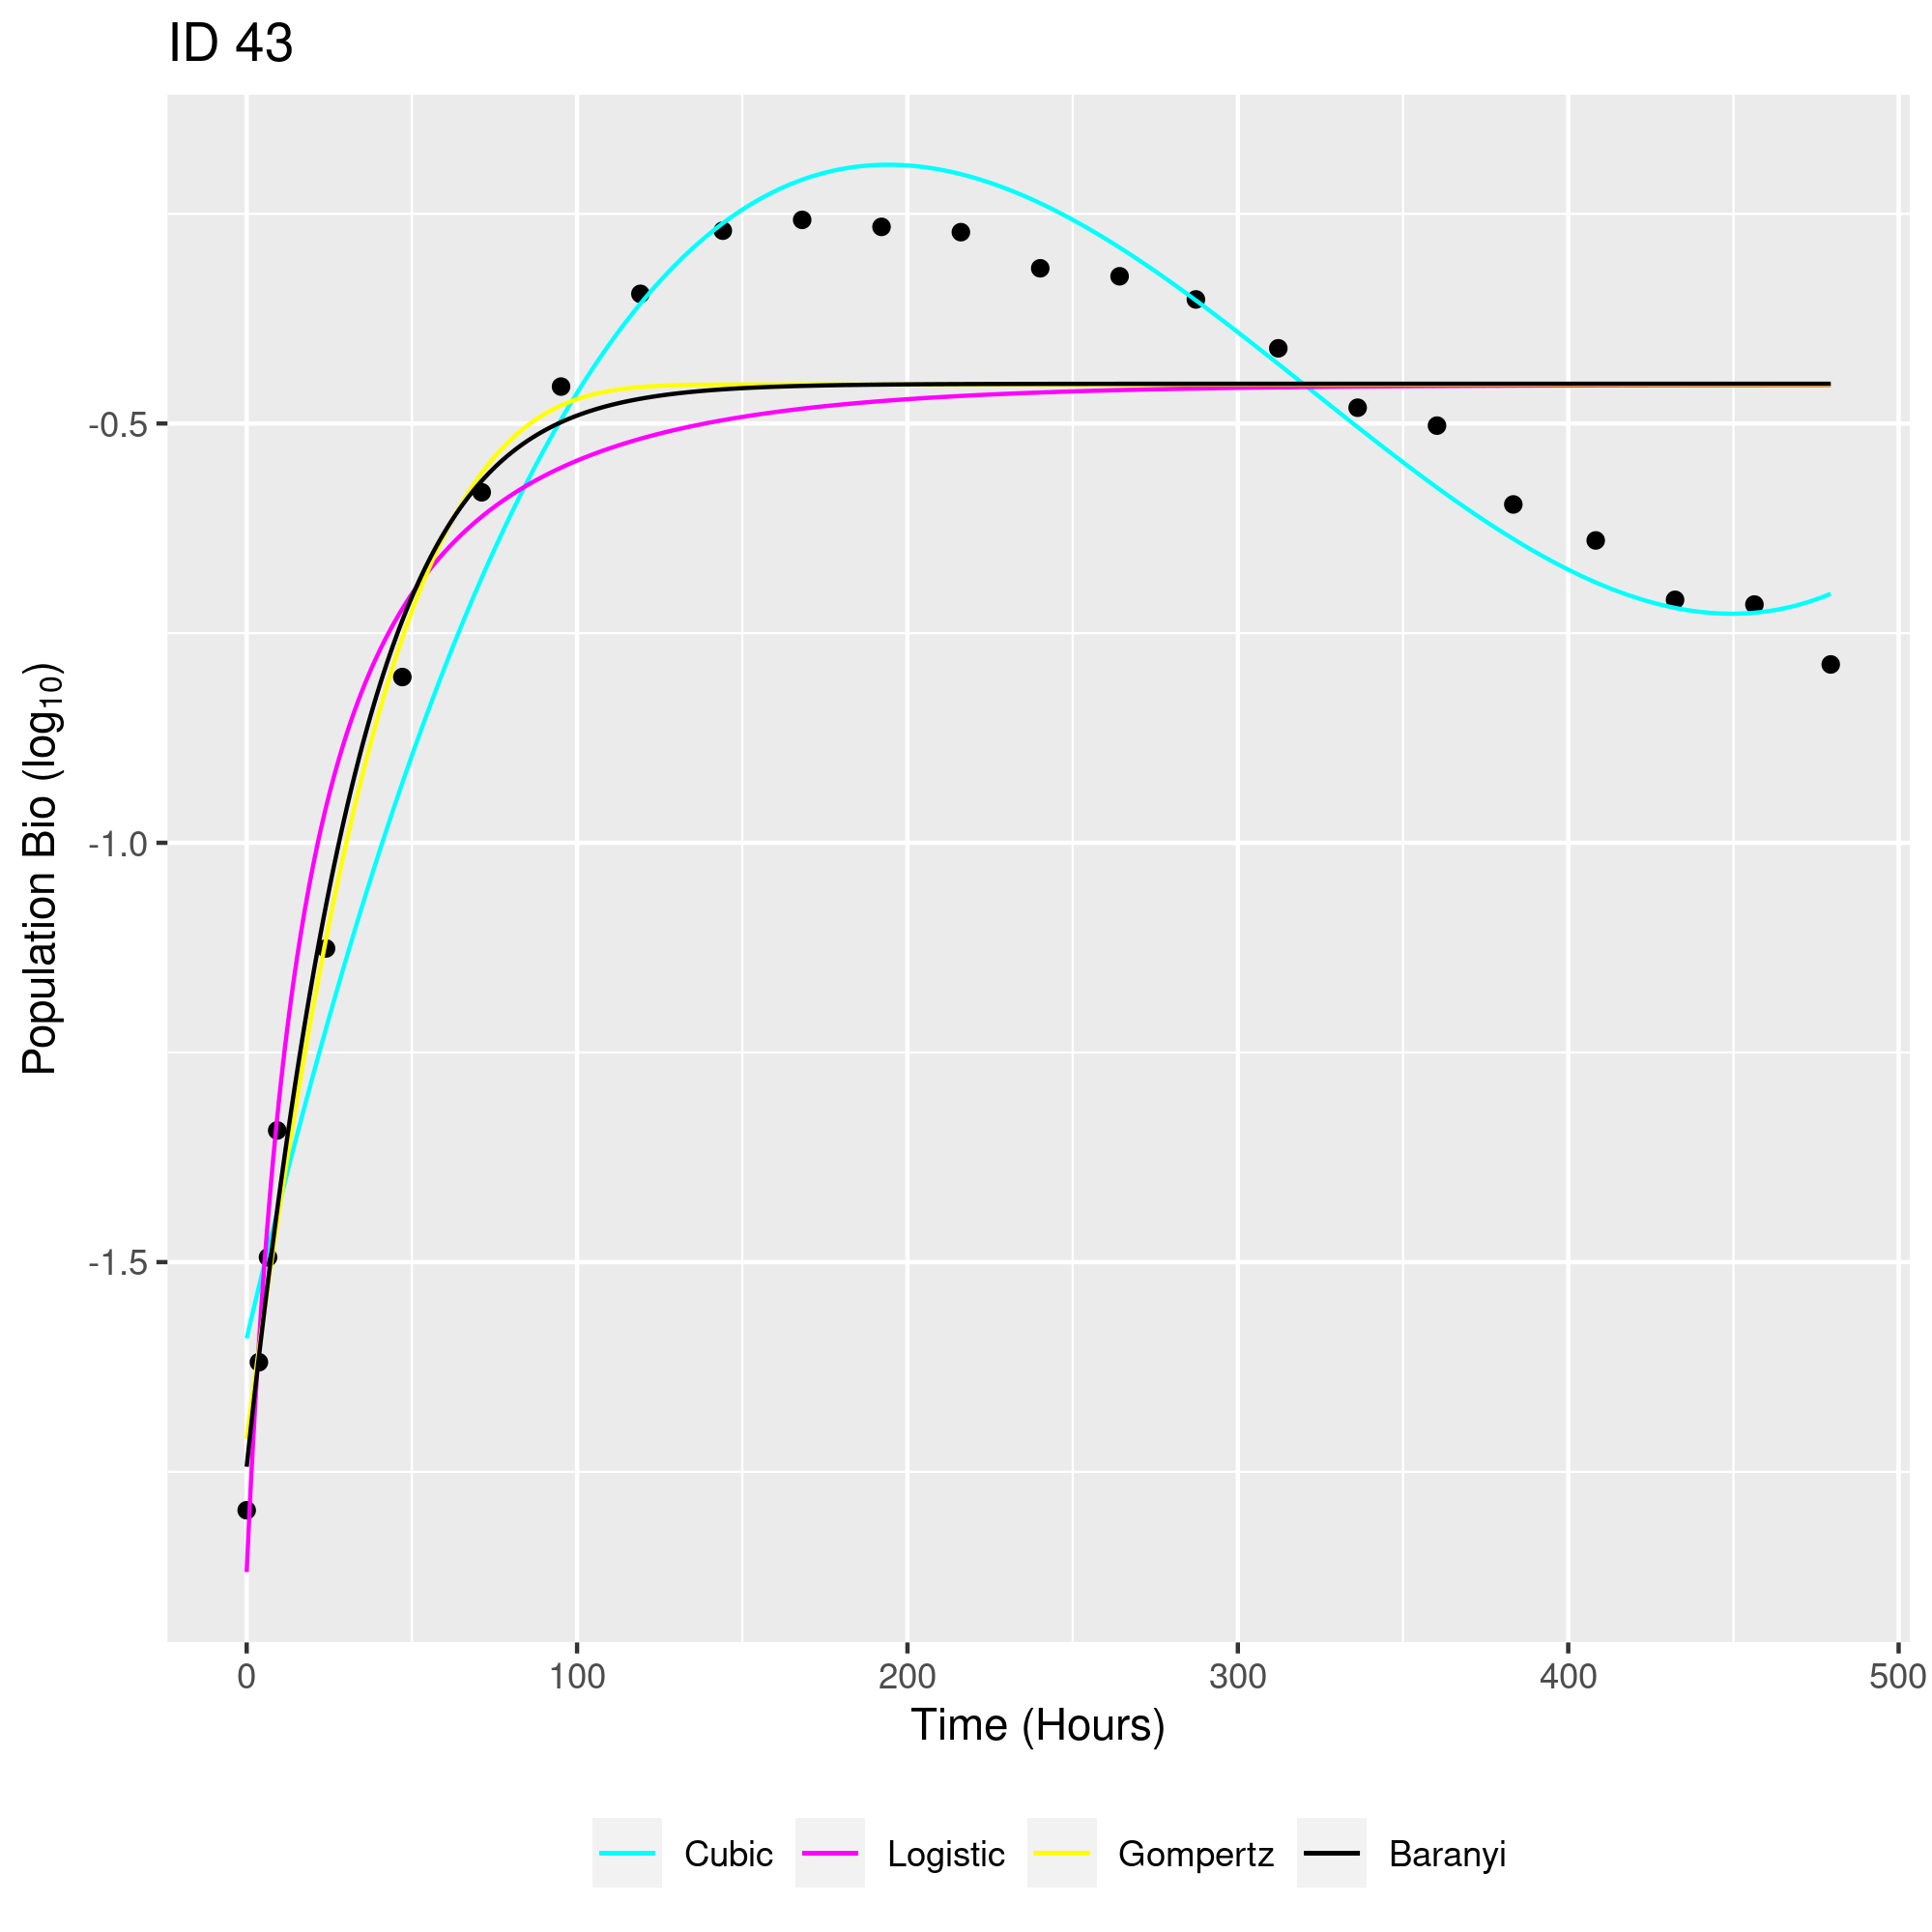 ID 43
Population Bio (log₁₀)
-0.5
-1.0
-1.5
0 100 200 300 400 500
Time (Hours)
Cubic Logistic Gompertz Baranyi